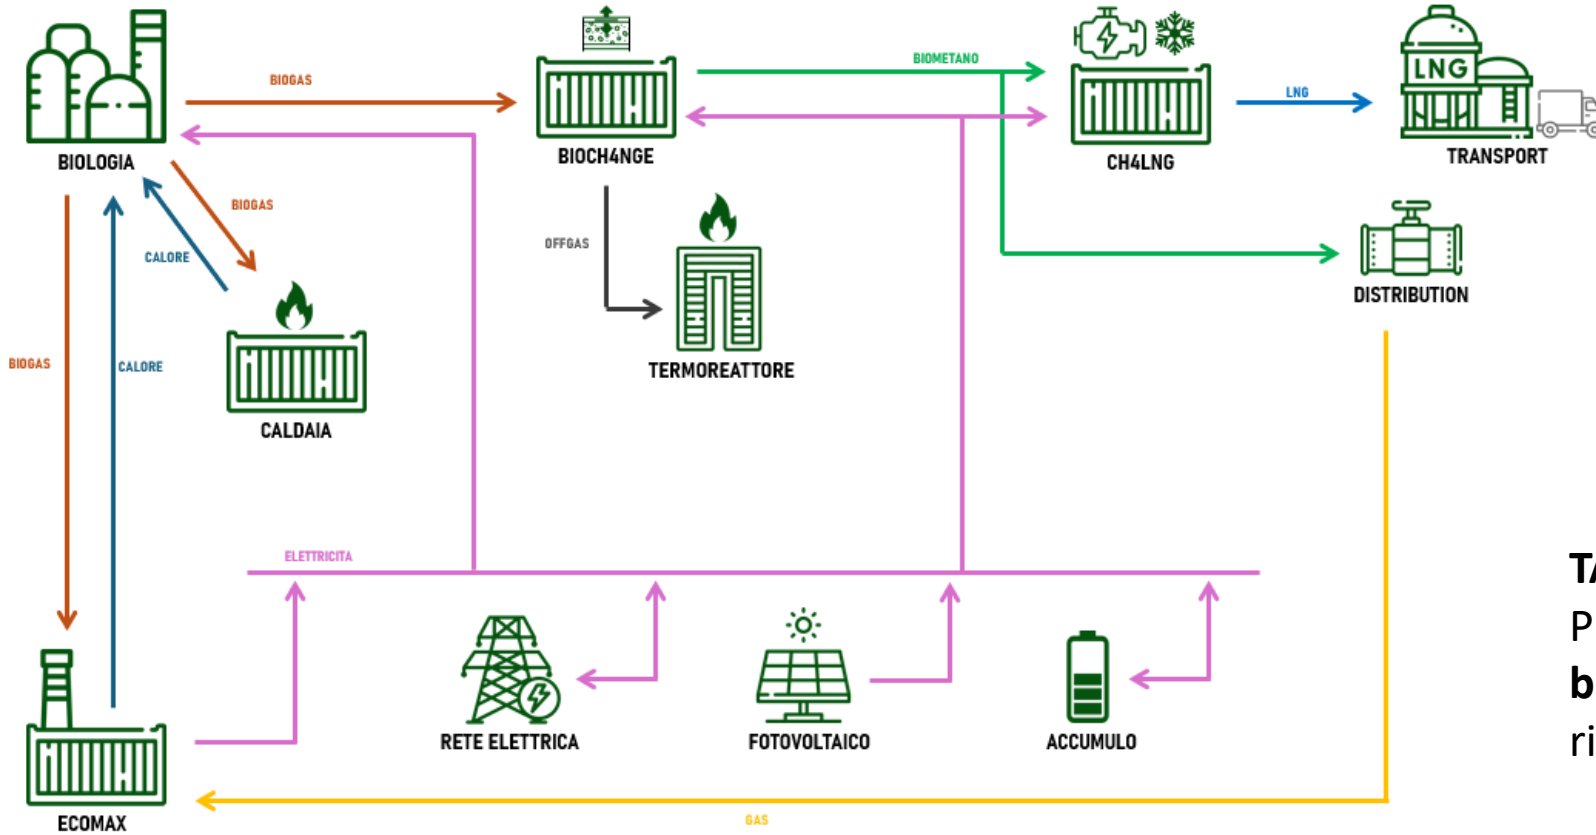 BIOGAS
BIOMETANO
LNG
LNG
BIOLOGIA
BIOCH4NGE
CH4LNG
TRANSPORT
BIOGAS
CALORE
OFFGAS
DISTRIBUTION
BIOGAS
CALORE
TERMOREATTORE
CALDAIA
ELETTRICITA
RETE ELETTRICA
FOTOVOLTAICO
ACCUMULO
ECOMAX
GAS